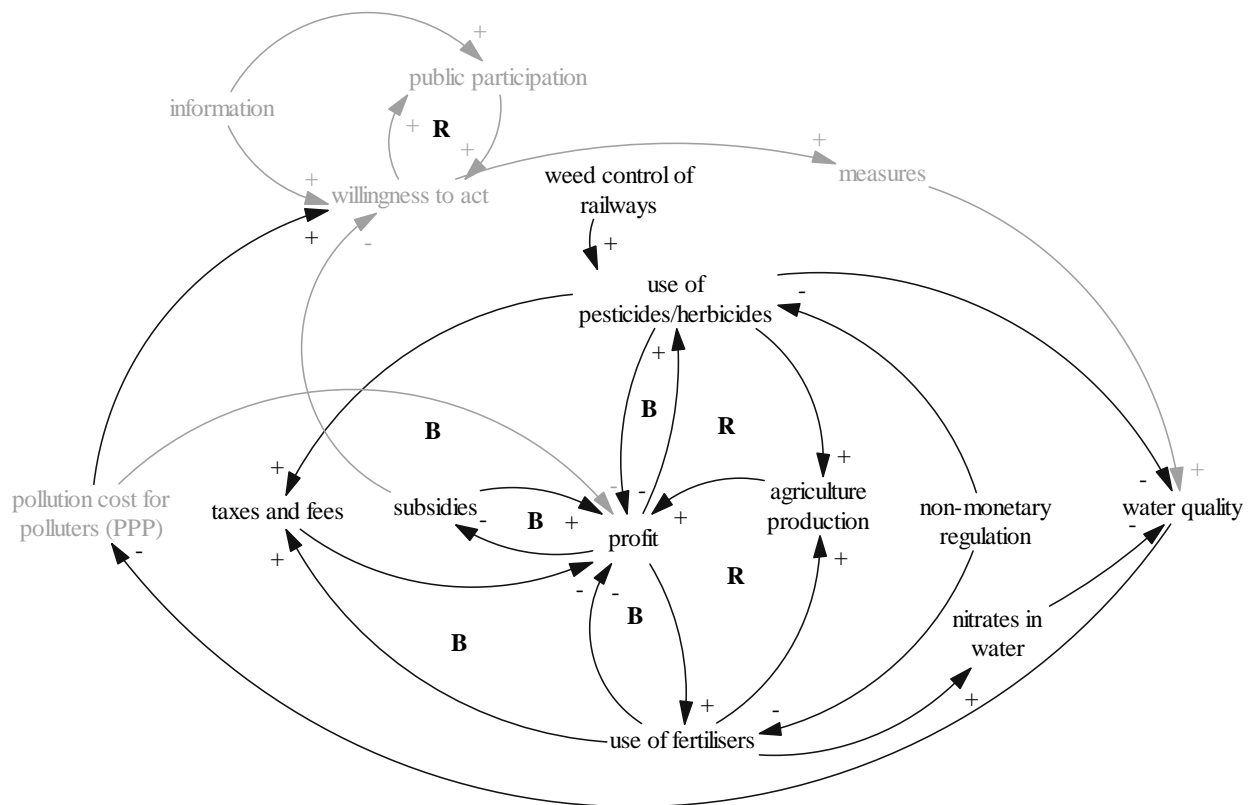 +
public participation
information
+
R
+
+
measures
weed control of
railways
+
willingness to act
+
-
+
use of
pesticides/herbicides
-
+
B
B
R
+
+
-
-
-
+
pollution cost for
polluters (PPP)
taxes and fees
subsidies
-
B
+
profit
+
agriculture
production
non-monetary
regulation
water quality
-
-
+
+
-
-
B
R
nitrates in
water
B
+
-
+
use of fertilisers